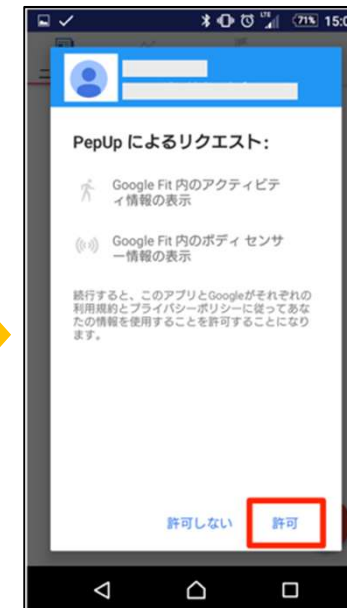 LTE
71% 15:0
PepUp によるリクエスト:
Google Fit 内のアクティビテ
ィ情報の表示
Google Fit 内のボディ センサ
ー情報の表示
続行すると、このアプリとGoogleがそれぞれの
利用規約とプライバシーポリシーに従ってあな
たの情報を使用することを許可することになり
ます。
許可しない
許可